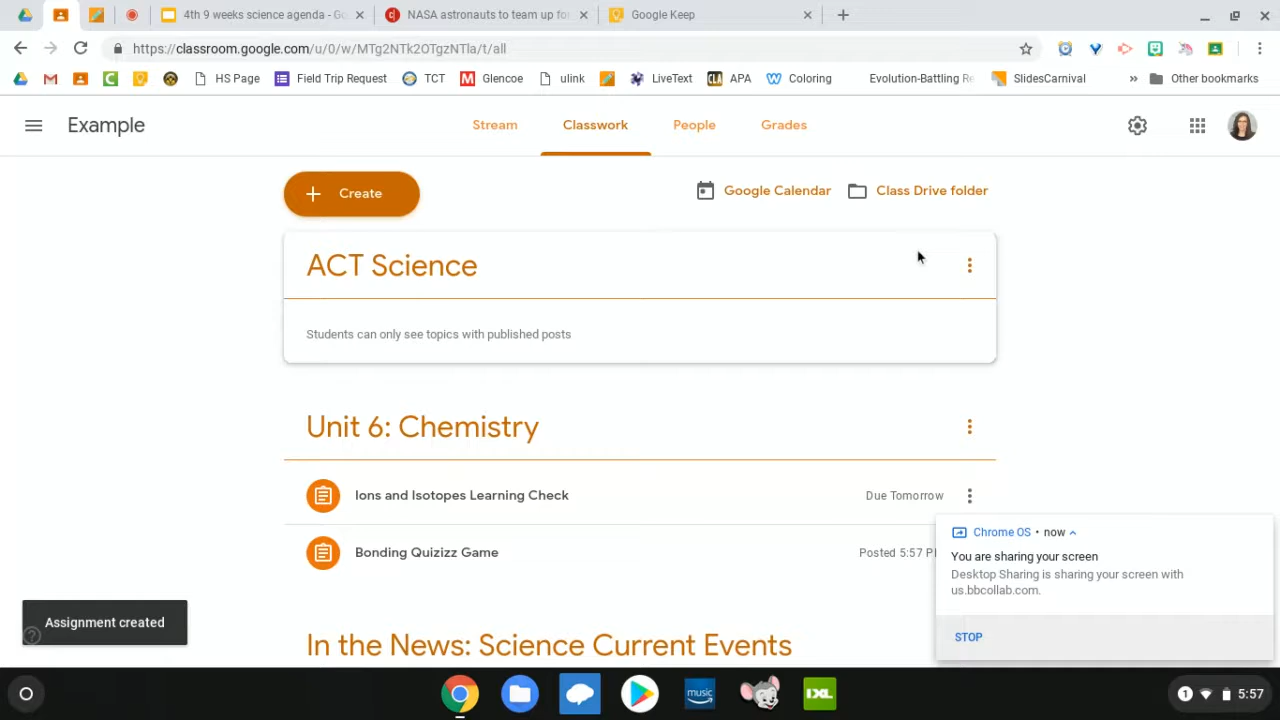 4th 9 weeks science agenda - Go
NASA astronauts to team up for
Google Keep
https://classroom.google.com/u/0/w/MTg2NTk2OTgzNTla/t/all
HS Page
Field Trip Request
TCT
Glencoe
ulink
LiveText
APA
Coloring
Evolution-Battling Re
SlidesCarnival
Other bookmarks
Example
Stream
Classwork
People
Grades
Create
Google Calendar
Class Drive folder
ACT Science
Students can only see topics with published posts
Unit 6: Chemistry
Ions and Isotopes Learning Check
Due Tomorrow
Bonding Quizizz Game
Posted 5:57 P
Chrome OS • now
You are sharing your screen
Desktop Sharing is sharing your screen with
us.bbcollab.com.
STOP
Assignment created
In the News: Science Current Events
music
IXL
1
5:57